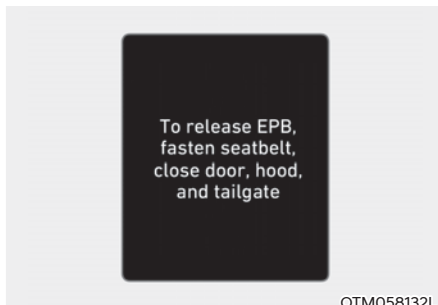 To release EPB,
fasten seatbelt,
close door, hood,
and tailgate
OTM058132L